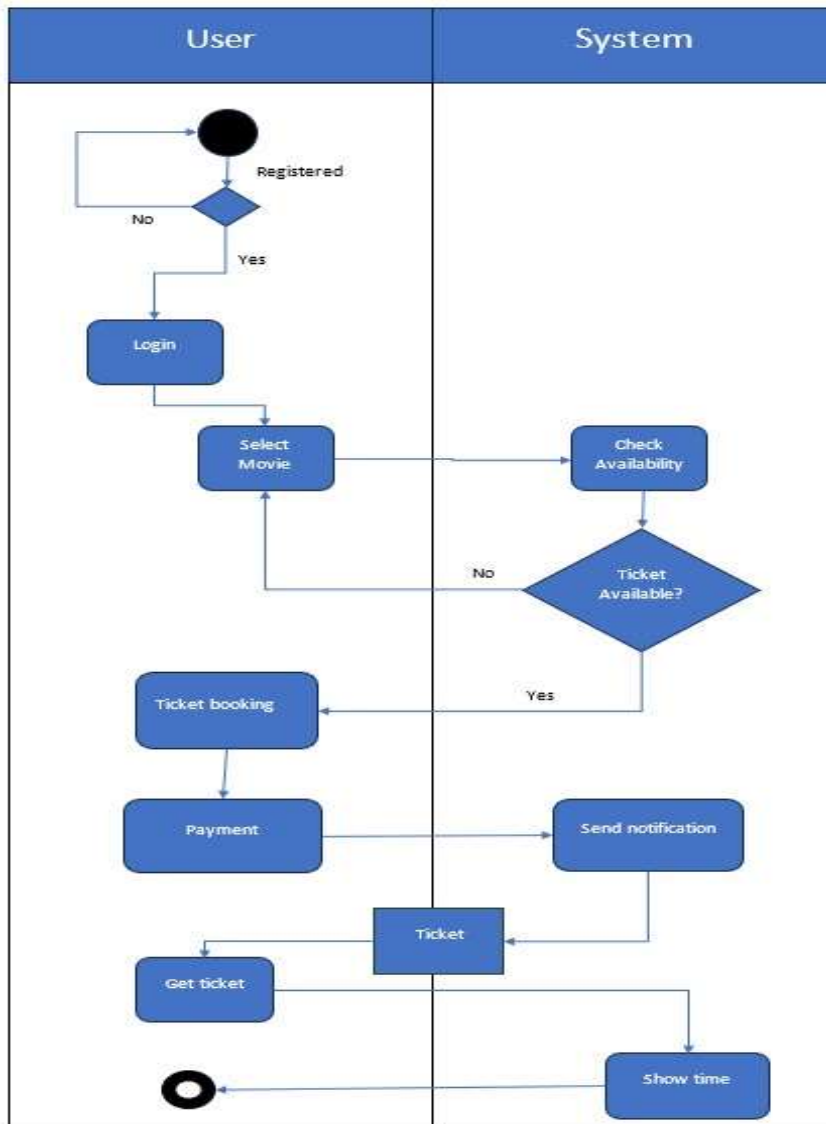 User
System
Registered
No
Yes
Login
Select
Movie
Check
Availability
No
Ticket
Available?
Yes
Ticket booking
Payment
Send notification
Ticket
Get ticket
Show time